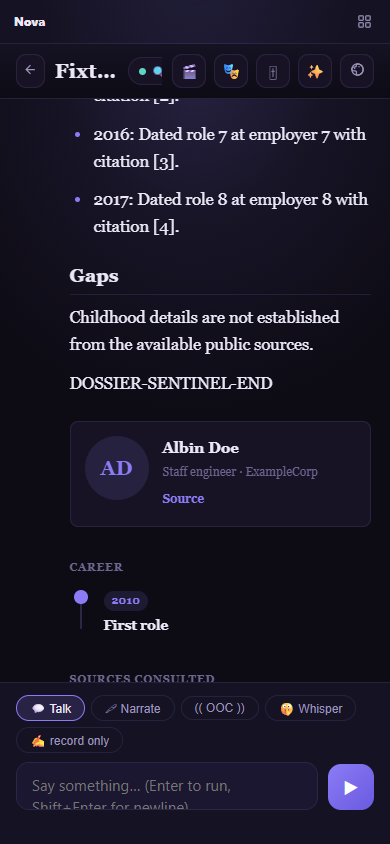 Nova
Fixt...
citation [2].
2016: Dated role 7 at employer 7 with
citation [3].
2017: Dated role 8 at employer 8 with
citation [4].
Gaps
Childhood details are not established
from the available public sources.
DOSSIER-SENTINEL-END
AD
Albin Doe
Staff engineer · ExampleCorp
Source
CAREER
2010
First role
SOURCES CONSULTED
Talk
Narrate
(( OOC ))
Whisper
record only
Say something... (Enter to run,
Shift+Enter for newline)